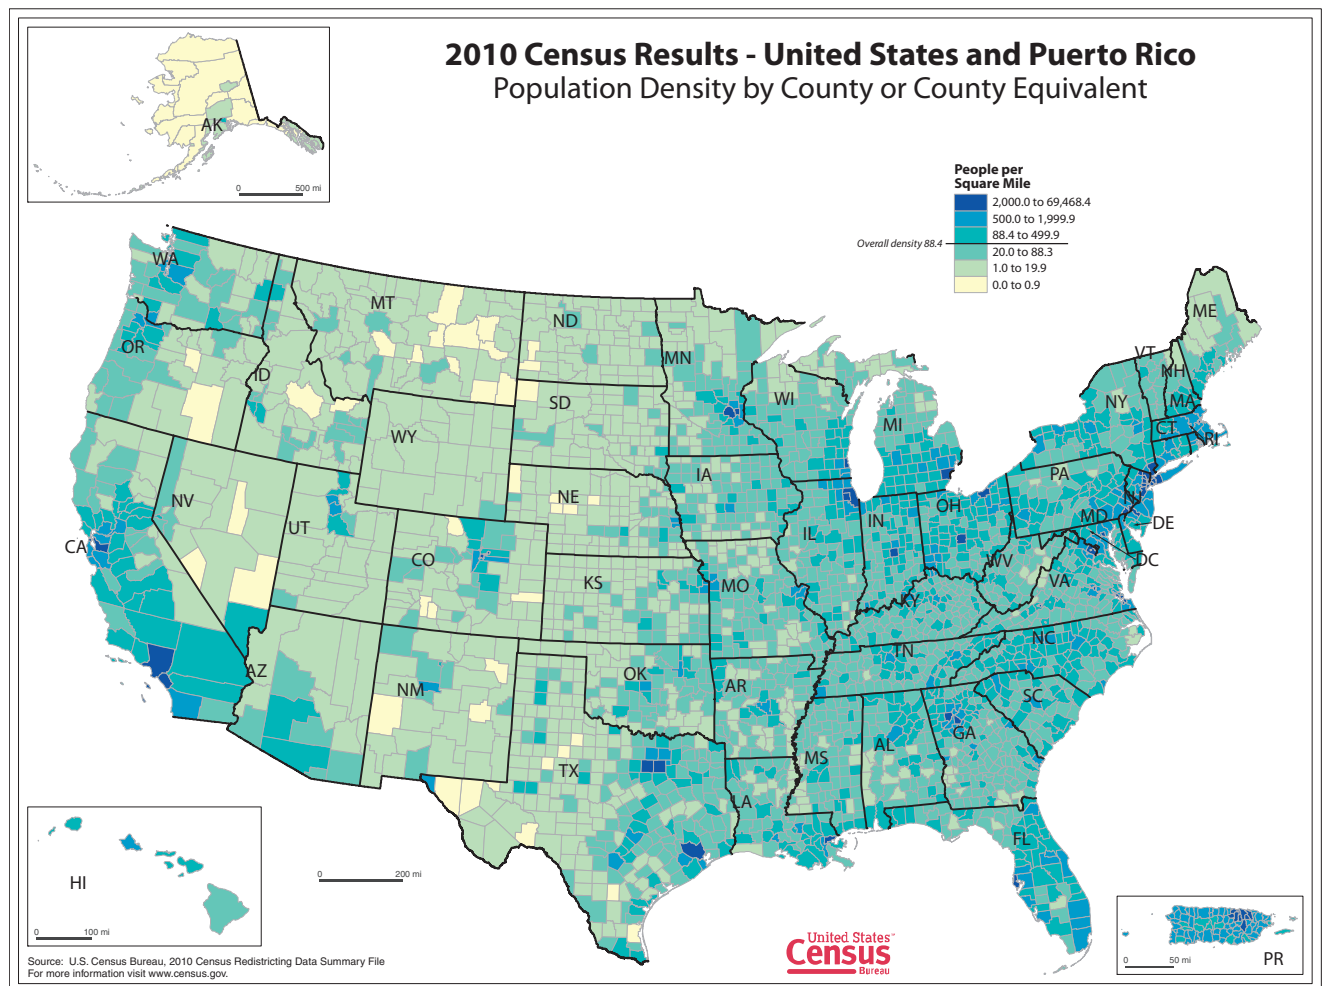 2010 Census Results - United States and Puerto Rico
Population Density by County or County Equivalent
AK
0 500 mi
People per
Square Mile
2,000.0 to 69,468.4
500.0 to 1,999.9
88.4 to 499.9
Overall density 88.4
20.0 to 88.3
1.0 to 19.9
0.0 to 0.9
WA
MT
ND
MN
ME
OR
ID
SD
WI
MI
VT
NH
NY
MA
WY
CT
RI
NV
UT
NE
IA
PA
NJ
CA
CO
KS
MO
IL
IN
OH
WV
MD
DE
DC
VA
KY
AZ
NM
OK
AR
TN
NC
SC
TX
LA
MS
AL
GA
FL
HI
0 100 mi
0 200 mi
PR
0 50 mi
United States™
Census
Bureau
Source: U.S. Census Bureau, 2010 Census Redistricting Data Summary File
For more information visit www.census.gov.